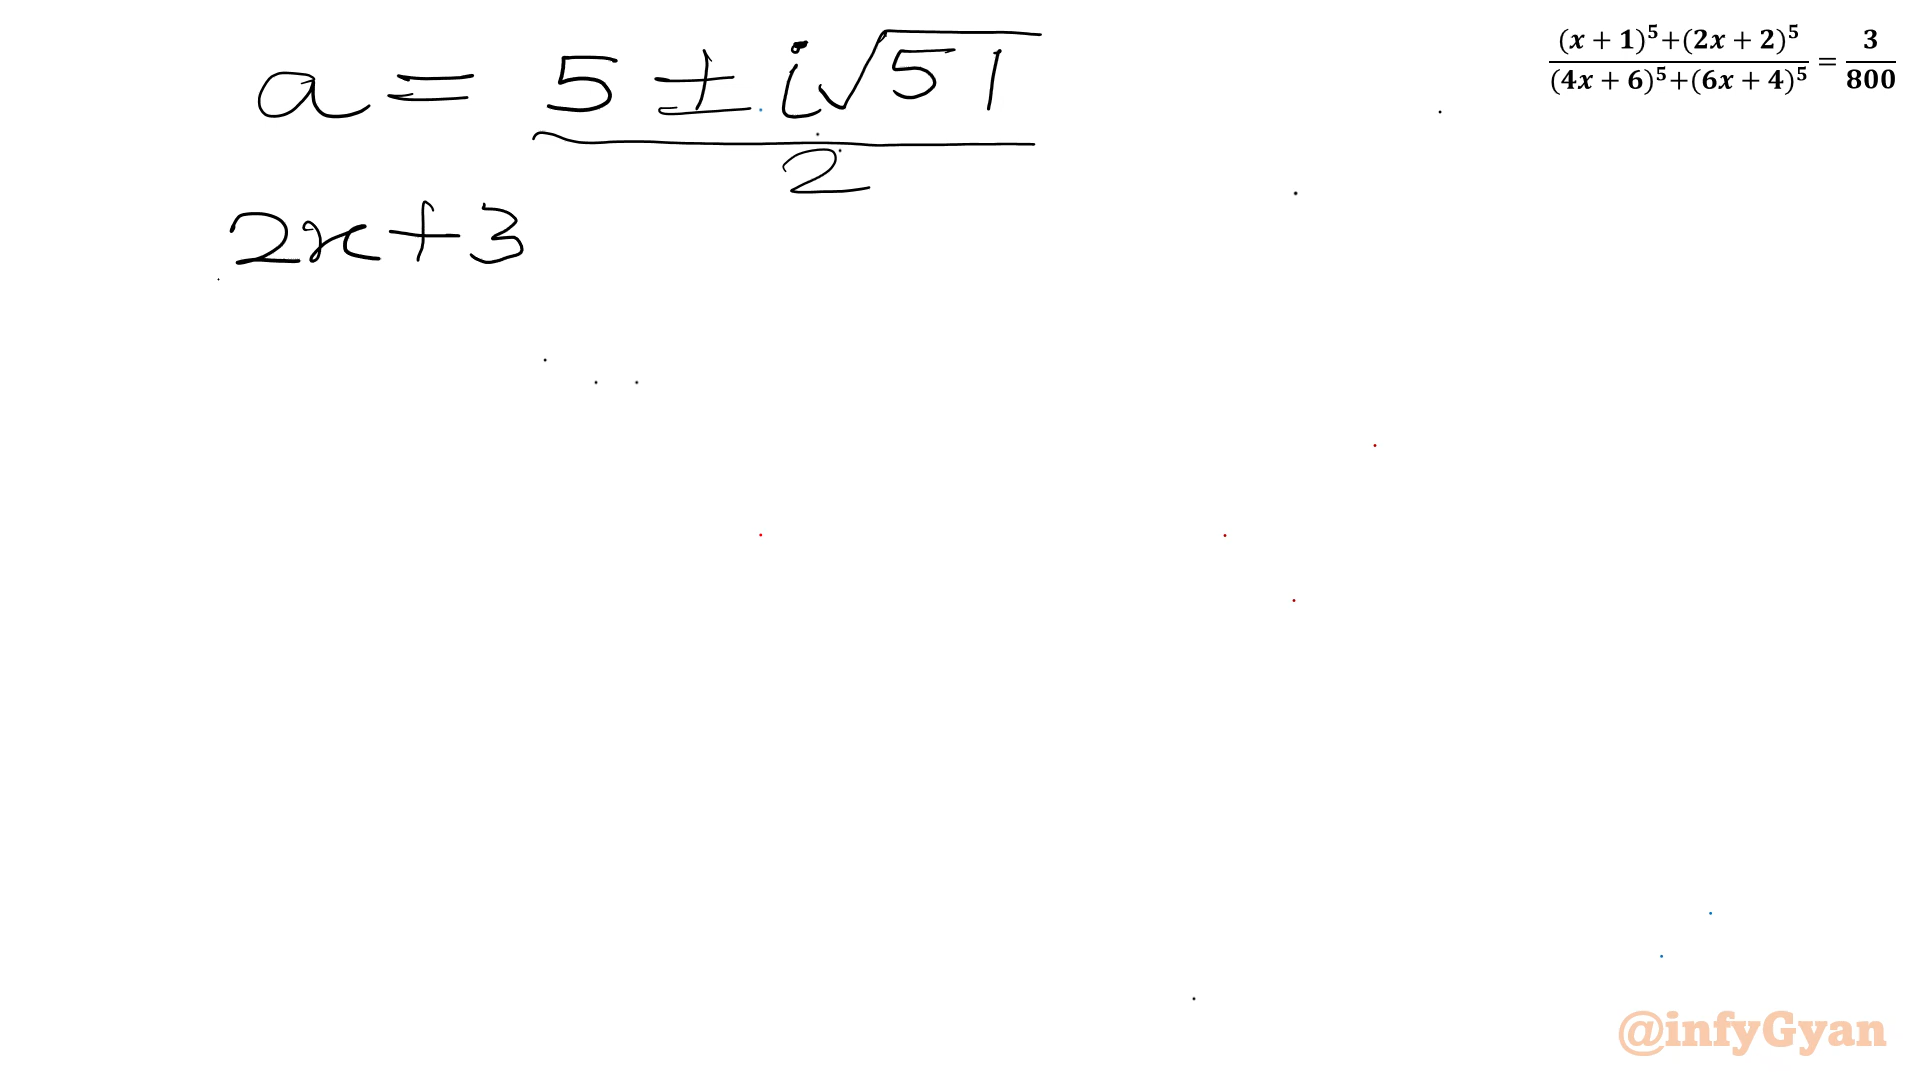 a = (5 ± i√51)/2
2x+3
((x + 1)⁵+(2x + 2)⁵)/((4x + 6)⁵+(6x + 4)⁵) = 3/800
@infyGyan